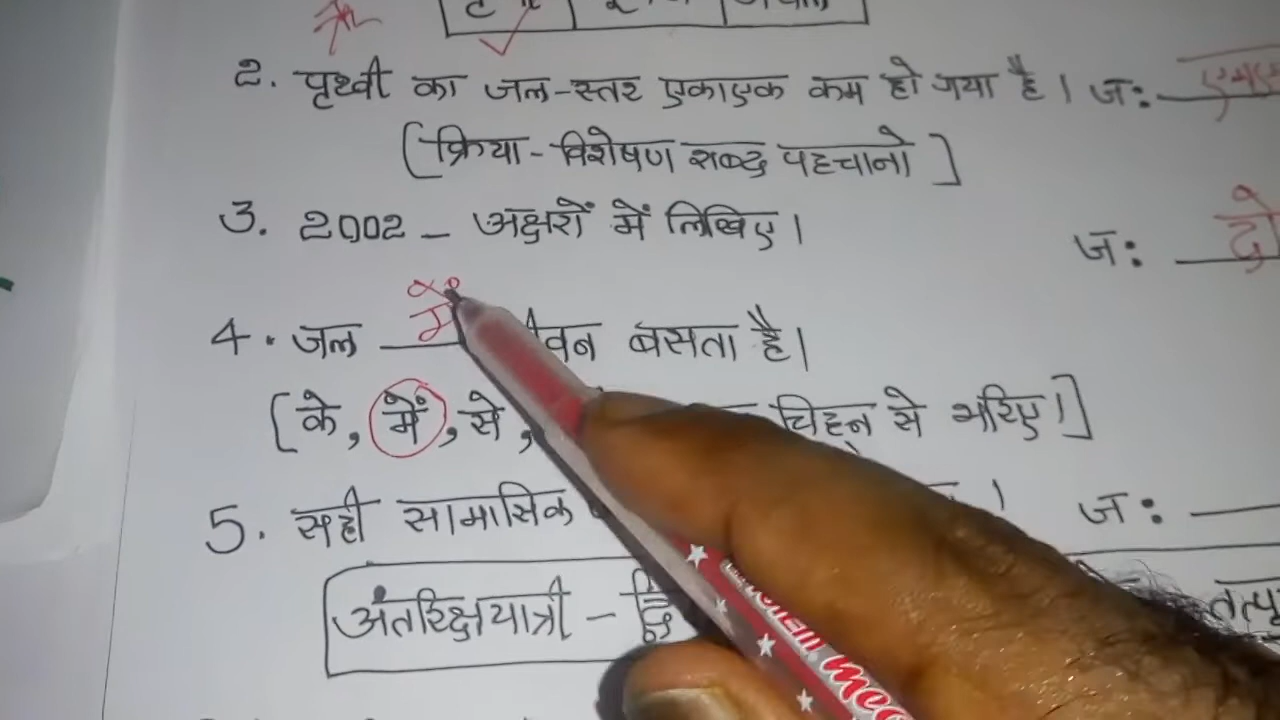 2. पृथ्वी का जल-स्तर एकाएक कम हो गया है। ज:
[क्रिया-विशेषण शब्द पहचानो]
3. 2002 - अक्षरों में लिखिए।
ज: दो
4. जल में बसता है।
[के, में, से, चिह्न से भरिए।]
5. सही सामासिक ज:
अंतरिक्षयात्री -